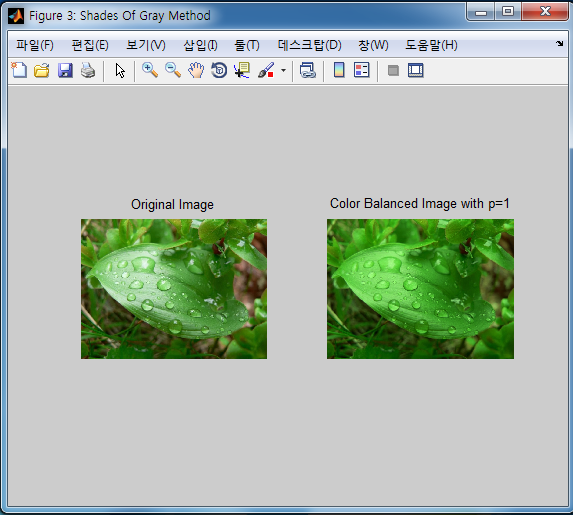 Figure 3: Shades Of Gray Method
파일(F) 편집(E) 보기(V) 삽입(I) 툴(T) 데스크탑(D) 창(W) 도움말(H)
Original Image
Color Balanced Image with p=1